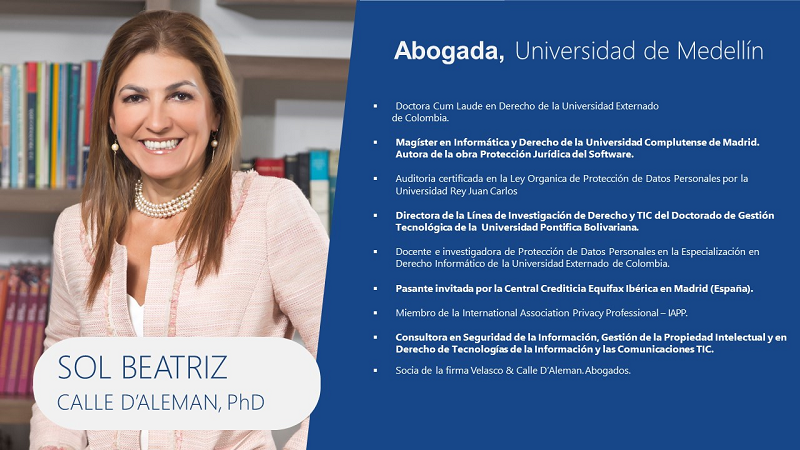 Abogada, Universidad de Medellín
▪ Doctora Cum Laude en Derecho de la Universidad Externado
de Colombia.
▪ Magíster en Informática y Derecho de la Universidad Complutense de Madrid.
Autora de la obra Protección Jurídica del Software.
▪ Auditoria certificada en la Ley Organica de Protección de Datos Personales por la
Universidad Rey Juan Carlos
▪ Directora de la Línea de Investigación de Derecho y TIC del Doctorado de Gestión
Tecnológica de la Universidad Pontifica Bolivariana.
▪ Docente e investigadora de Protección de Datos Personales en la Especialización en
Derecho Informático de la Universidad Externado de Colombia.
▪ Pasante invitada por la Central Crediticia Equifax Ibérica en Madrid (España).
▪ Miembro de la International Association Privacy Professional – IAPP.
▪ Consultora en Seguridad de la Información, Gestión de la Propiedad Intelectual y en
Derecho de Tecnologías de la Información y las Comunicaciones TIC.
▪ Socia de la firma Velasco & Calle D’Aleman.Abogados.
SOL BEATRIZ
CALLE D’ALEMAN, PhD